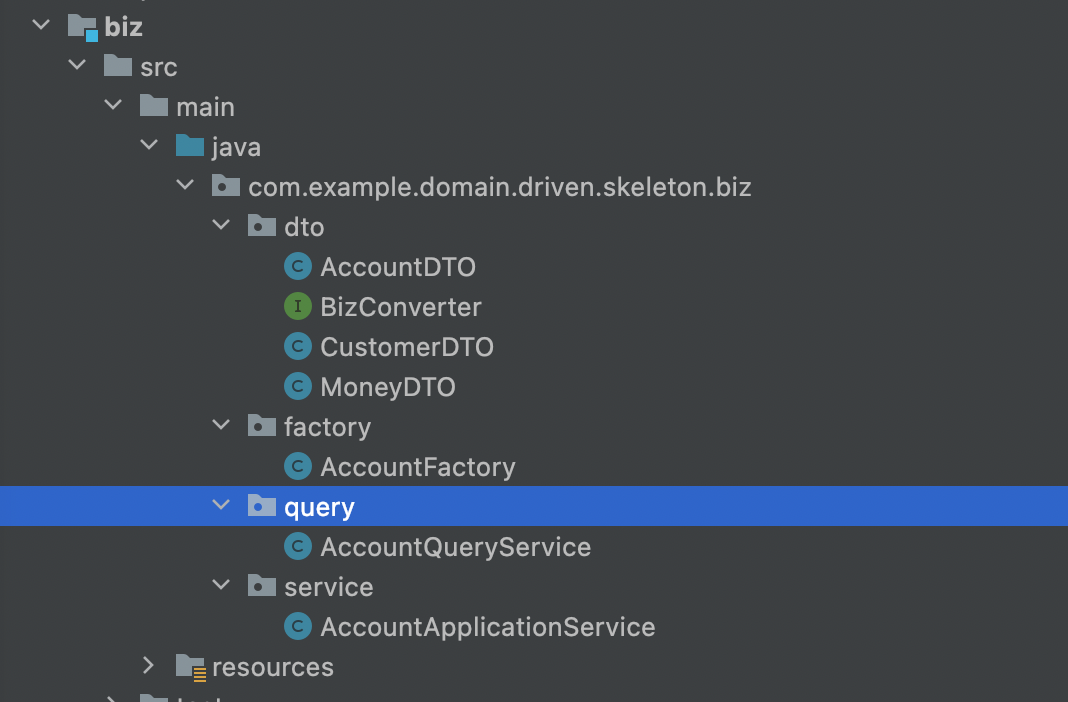 biz
src
main
java
com.example.domain.driven.skeleton.biz
dto
C AccountDTO
I BizConverter
C CustomerDTO
C MoneyDTO
factory
C AccountFactory
query
C AccountQueryService
service
C AccountApplicationService
resources